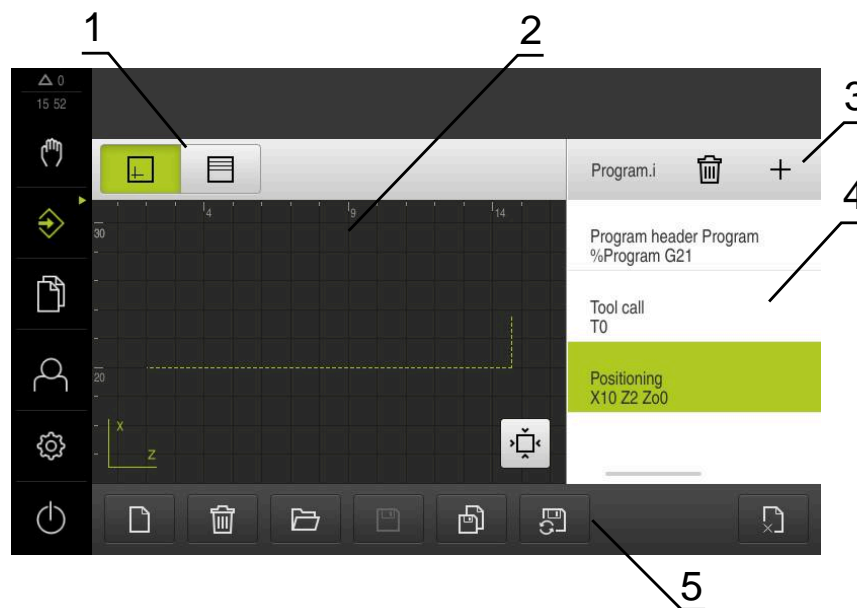 1
2
3
4
5
0
15 52
Program.i
4
9
14
30
20
X
Z
Program header Program
%Program G21
Tool call
T0
Positioning
X10 Z2 Zo0